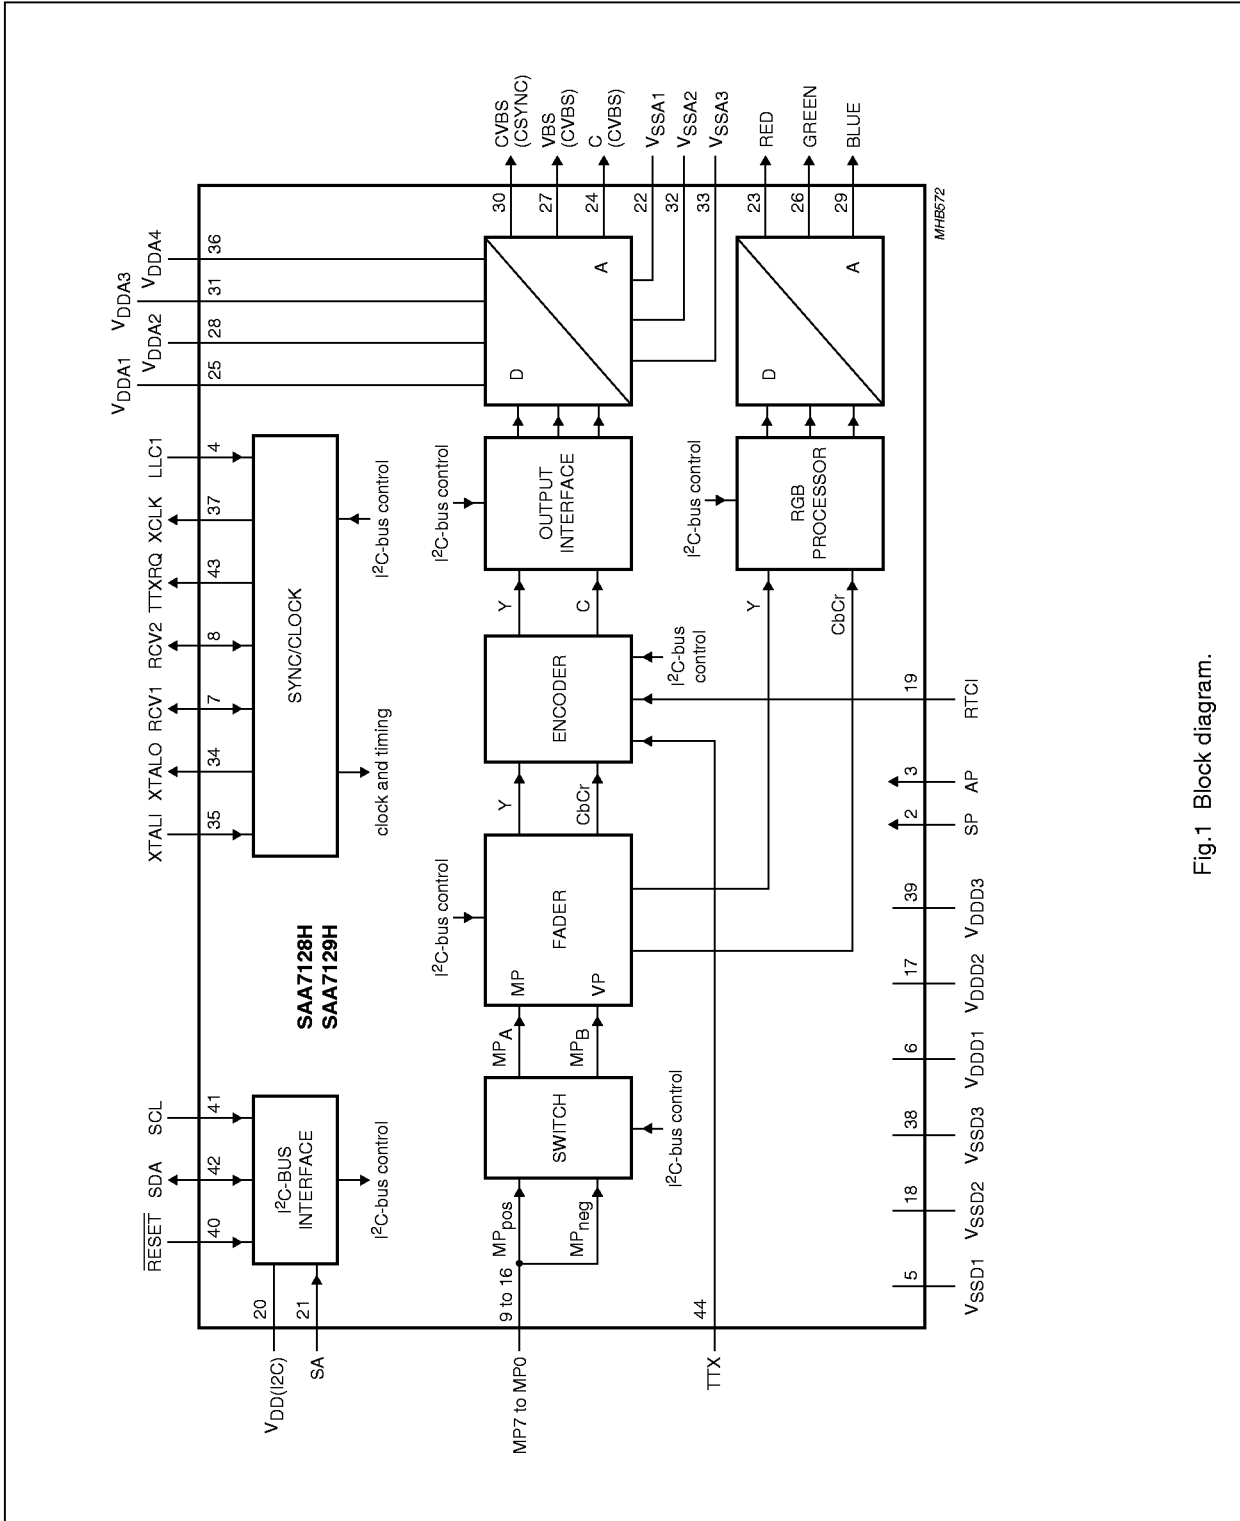 RESET SDA SCL XTALI XTALO RCV1 RCV2 TTXRQ XCLK LLC1 VDDA1 VDDA2 VDDA3 VDDA4
40 42 41 35 34 7 8 43 37 4 25 28 31 36
VDD(I2C) 20
SA 21
I²C-BUS
INTERFACE
I²C-bus control
SAA7128H
SAA7129H
SYNC/CLOCK
clock and timing
I²C-bus control
MP7 to MP0
9 to 16
MPpos
MPneg
SWITCH
I²C-bus control
MPA
MPB
I²C-bus control
MP
VP
FADER
Y
CbCr
ENCODER
I²C-bus
control
Y
C
I²C-bus control
OUTPUT
INTERFACE
D
A
30 CVBS
(CSYNC)
27 VBS
(CVBS)
24 C
(CVBS)
22 VSSA1
32 VSSA2
33 VSSA3
TTX 44
Y
CbCr
I²C-bus control
RGB
PROCESSOR
D
A
23 RED
26 GREEN
29 BLUE
5 18 38 6 17 39 2 3 19
VSSD1 VSSD2 VSSD3 VDDD1 VDDD2 VDDD3 SP AP RTCI
MHB572
Fig.1 Block diagram.